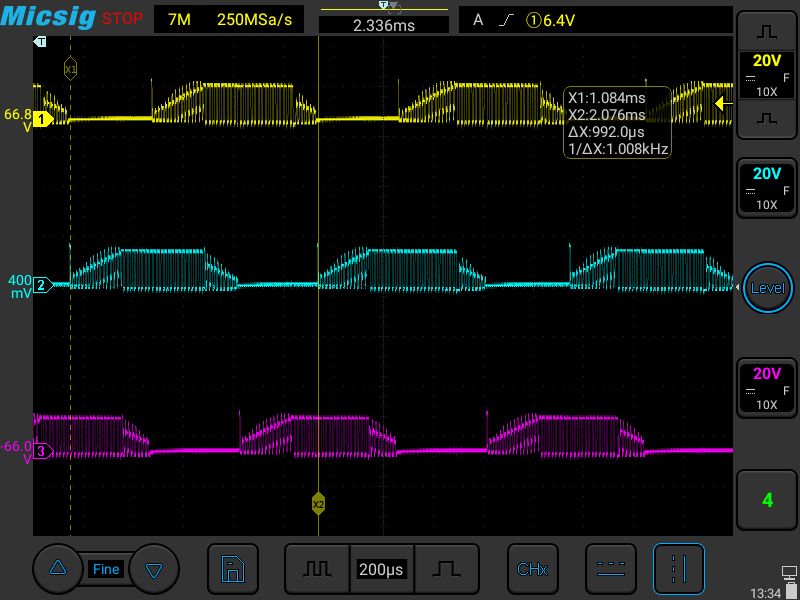 Micsig STOP 7M 250MSa/s T 2.336ms A ①6.4V
T
X1
20V
F
10X
66.8
V
1
X1:1.084ms
X2:2.076ms
ΔX:992.0μs
1/ΔX:1.008kHz
20V
F
10X
400
mV
2
Level
20V
F
10X
-66.0
V
3
X2
4
Fine
200μs
CHx
13:34